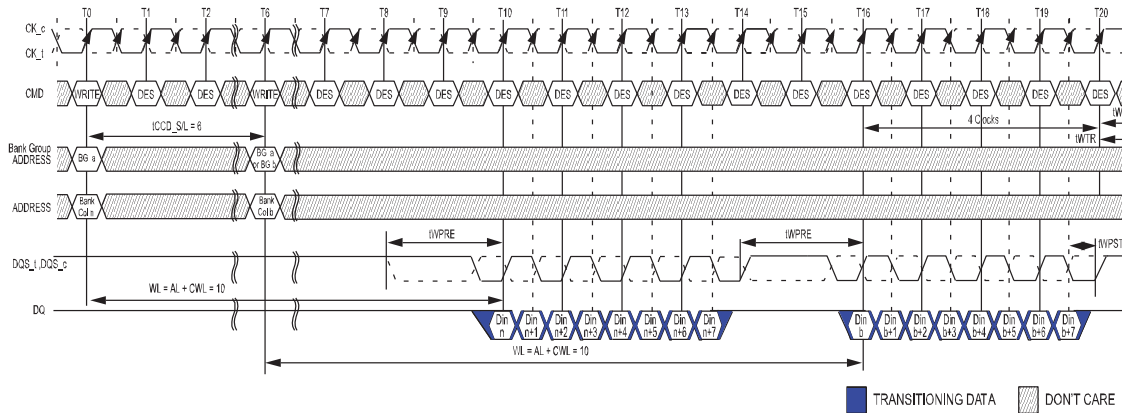 T0 T1 T2 T6 T7 T8 T9 T10 T11 T12 T13 T14 T15 T16 T17 T18 T19 T20
CK_c
CK_t
CMD WRITE DES DES WRITE DES DES DES DES DES DES DES DES DES DES DES DES DES DES
tCCD_S/L = 6
4 Clocks
tW
tWTR
Bank Group
ADDRESS
BG a
BG a
or BG b
ADDRESS
Bank
Col n
Bank
Col b
tWPRE
tWPRE
tWPST
DQS_t,DQS_c
WL = AL + CWL = 10
DQ
Din n
Din n+1
Din n+2
Din n+3
Din n+4
Din n+5
Din n+6
Din n+7
Din b
Din b+1
Din b+2
Din b+3
Din b+4
Din b+5
Din b+6
Din b+7
WL = AL + CWL = 10
TRANSITIONING DATA
DON'T CARE